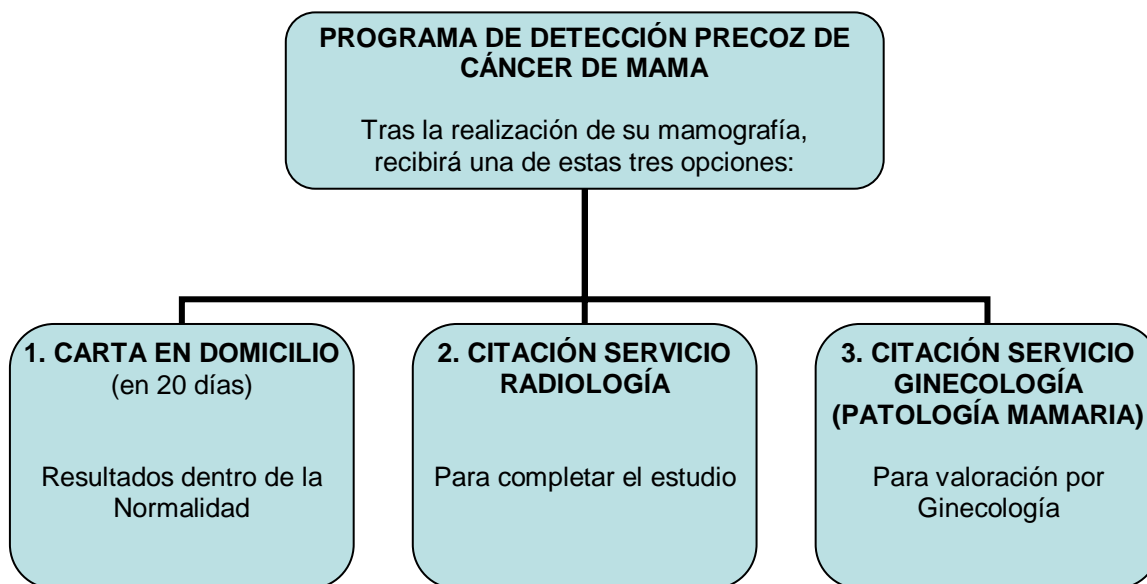 PROGRAMA DE DETECCIÓN PRECOZ DE
CÁNCER DE MAMA
Tras la realización de su mamografía,
recibirá una de estas tres opciones:
1. CARTA EN DOMICILIO
(en 20 días)
Resultados dentro de la
Normalidad
2. CITACIÓN SERVICIO
RADIOLOGÍA
Para completar el estudio
3. CITACIÓN SERVICIO
GINECOLOGÍA
(PATOLOGÍA MAMARIA)
Para valoración por
Ginecología